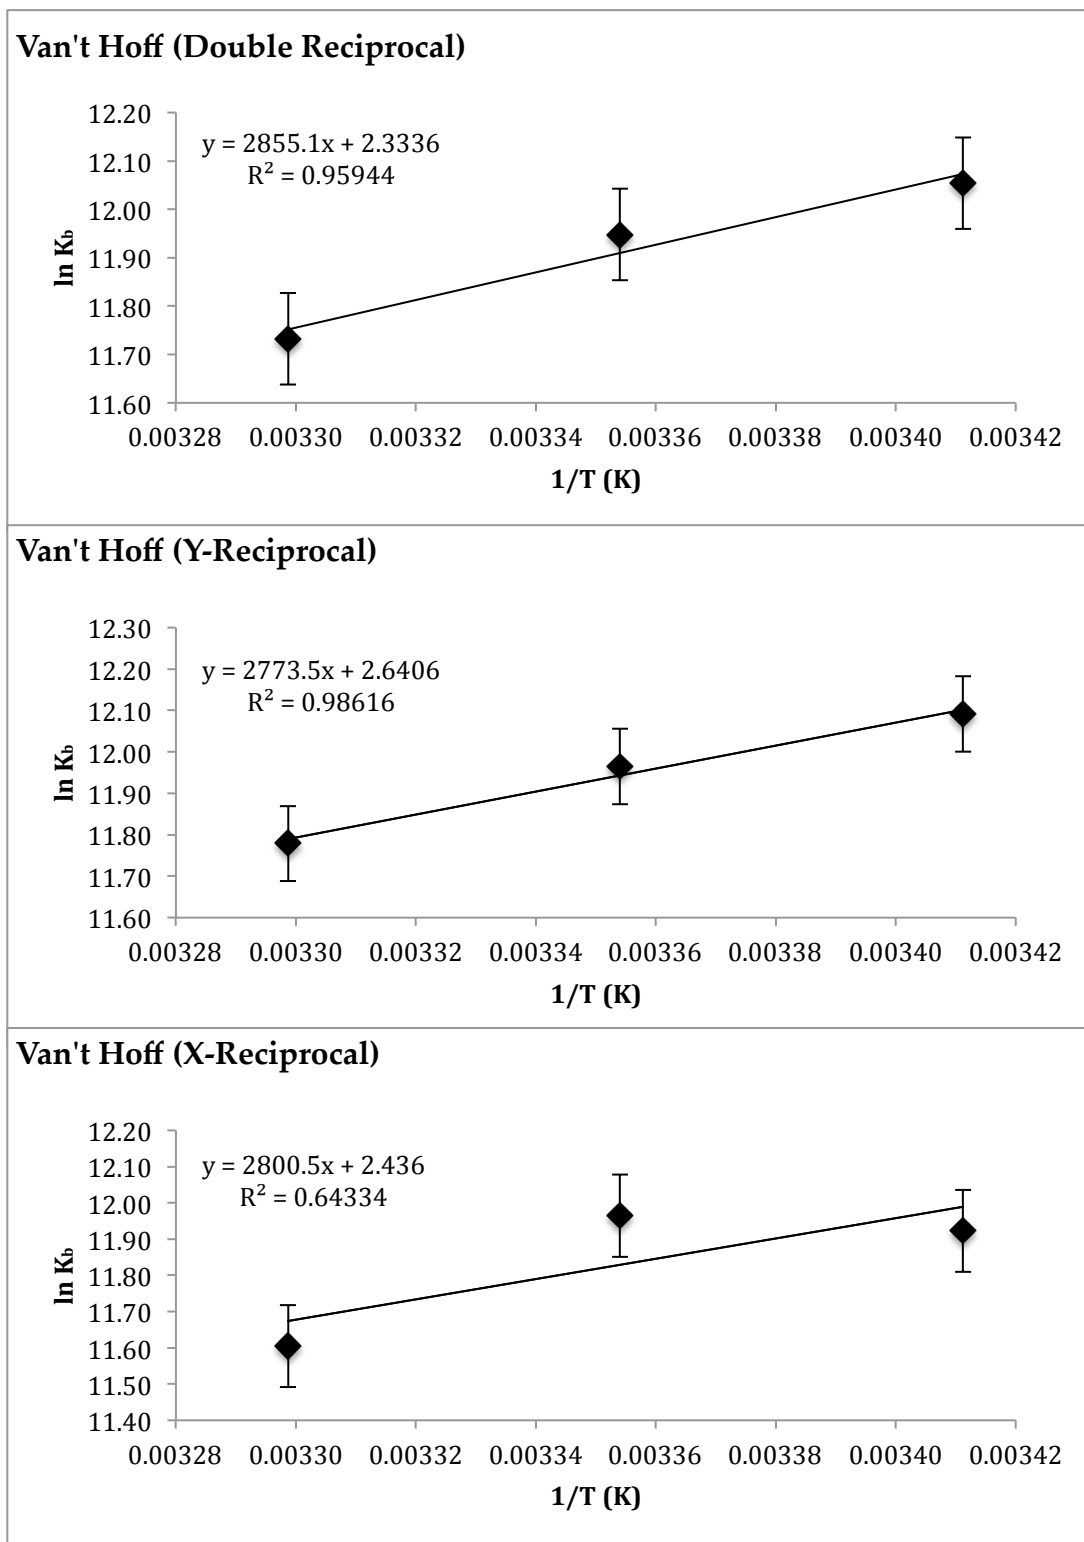 Van't Hoff (Double Reciprocal)
12.20
12.10
12.00
11.90
11.80
11.70
11.60
ln Kb
y = 2855.1x + 2.3336
R² = 0.95944
0.00328 0.00330 0.00332 0.00334 0.00336 0.00338 0.00340 0.00342
1/T (K)
Van't Hoff (Y-Reciprocal)
12.30
12.20
12.10
12.00
11.90
11.80
11.70
11.60
ln Kb
y = 2773.5x + 2.6406
R² = 0.98616
0.00328 0.00330 0.00332 0.00334 0.00336 0.00338 0.00340 0.00342
1/T (K)
Van't Hoff (X-Reciprocal)
12.20
12.10
12.00
11.90
11.80
11.70
11.60
11.50
11.40
ln Kb
y = 2800.5x + 2.436
R² = 0.64334
0.00328 0.00330 0.00332 0.00334 0.00336 0.00338 0.00340 0.00342
1/T (K)